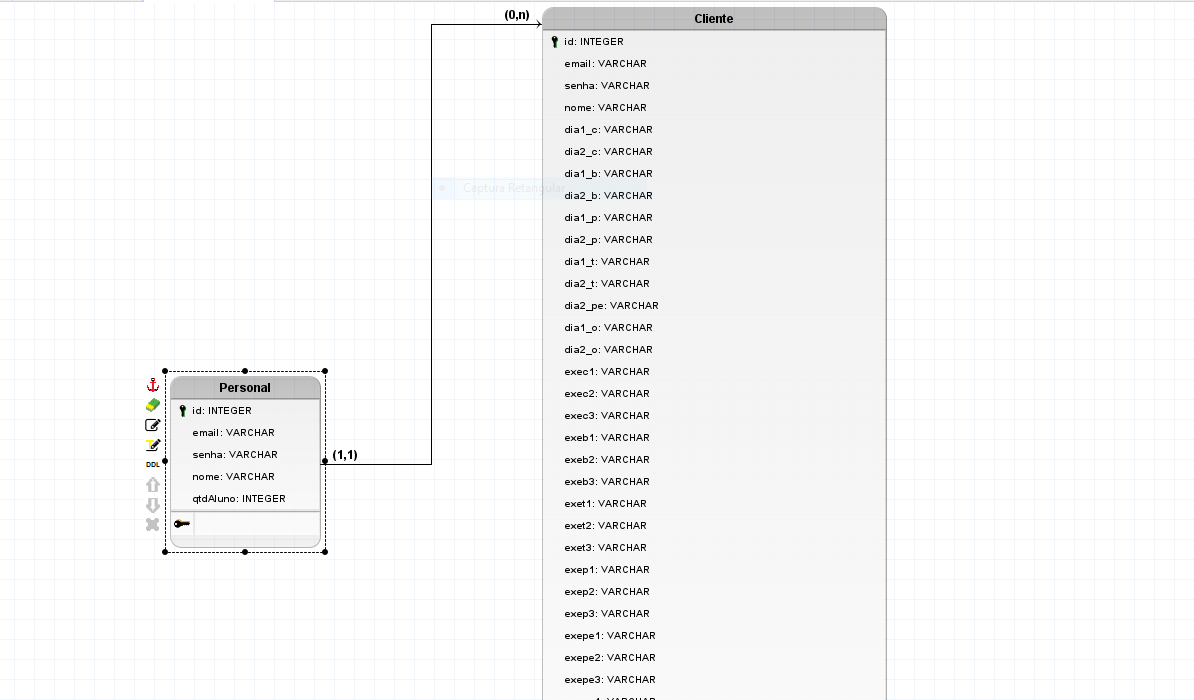 (0,n)
Cliente
id: INTEGER
email: VARCHAR
senha: VARCHAR
nome: VARCHAR
dia1_c: VARCHAR
dia2_c: VARCHAR
dia1_b: VARCHAR
Captura Retangular
dia2_b: VARCHAR
dia1_p: VARCHAR
dia2_p: VARCHAR
dia1_t: VARCHAR
dia2_t: VARCHAR
dia2_pe: VARCHAR
dia1_o: VARCHAR
dia2_o: VARCHAR
exec1: VARCHAR
exec2: VARCHAR
exec3: VARCHAR
exeb1: VARCHAR
exeb2: VARCHAR
exeb3: VARCHAR
exet1: VARCHAR
exet2: VARCHAR
exet3: VARCHAR
exep1: VARCHAR
exep2: VARCHAR
exep3: VARCHAR
exepe1: VARCHAR
exepe2: VARCHAR
exepe3: VARCHAR
Personal
id: INTEGER
email: VARCHAR
senha: VARCHAR
nome: VARCHAR
qtdAluno: INTEGER
(1,1)
DDL